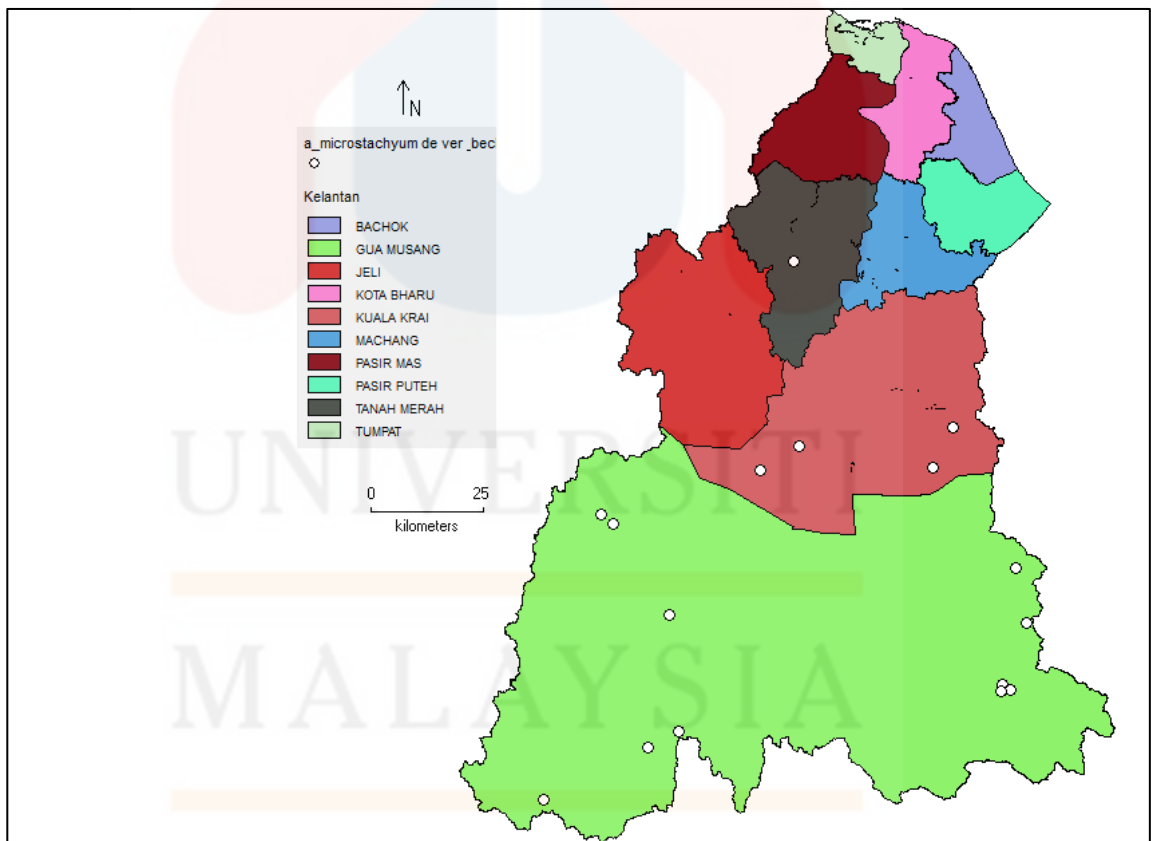 N
a_microstachyum de ver _bec
Kelantan
BACHOK
GUA MUSANG
JELI
KOTA BHARU
KUALA KRAI
MACHANG
PASIR MAS
PASIR PUTEH
TANAH MERAH
TUMPAT
0 25
kilometers
UNIVERSITI
MALAYSIA